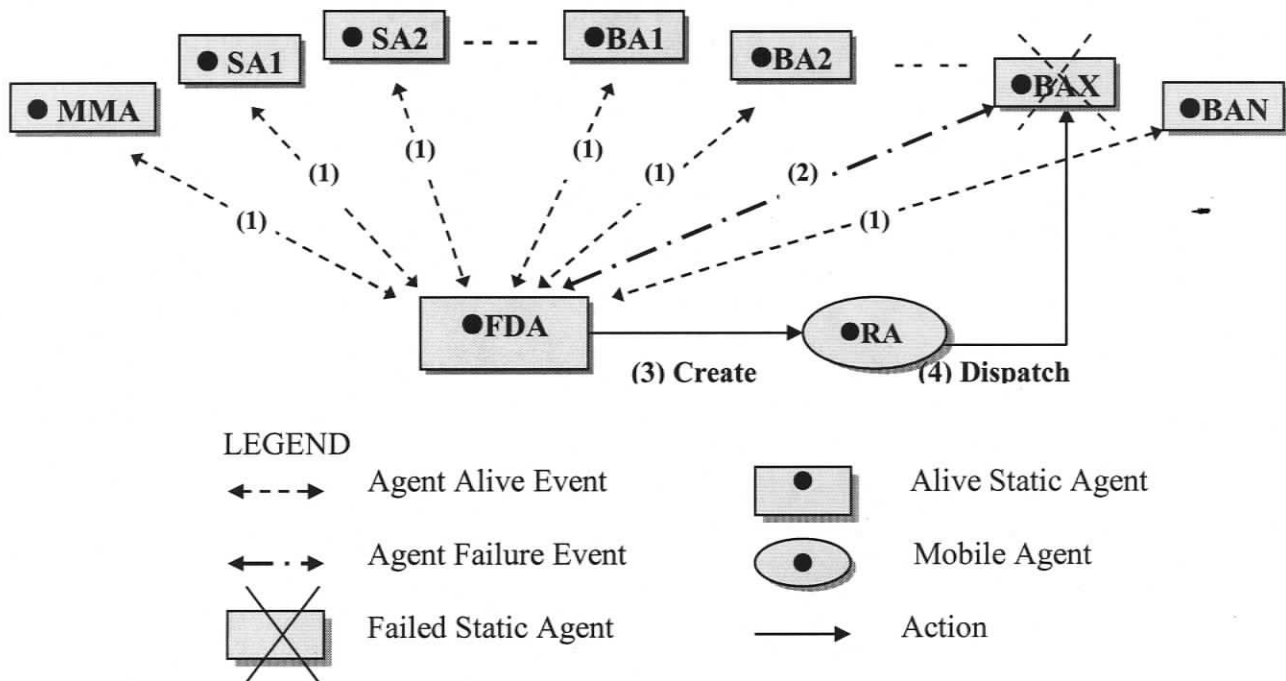 SA2
BA1
SA1
BA2
BAX
MMA
BAN
(1)
(1)
(1)
(1)
(2)
(1)
(1)
FDA
RA
(3) Create
(4) Dispatch
LEGEND
Agent Alive Event
Alive Static Agent
Agent Failure Event
Mobile Agent
Failed Static Agent
Action